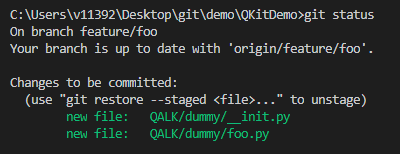 C:\Users\v11392\Desktop\git\demo\QKitDemo>git status
On branch feature/foo
Your branch is up to date with 'origin/feature/foo'.
Changes to be committed:
  (use "git restore --staged <file>..." to unstage)
        new file:   QALK/dummy/__init.py
        new file:   QALK/dummy/foo.py